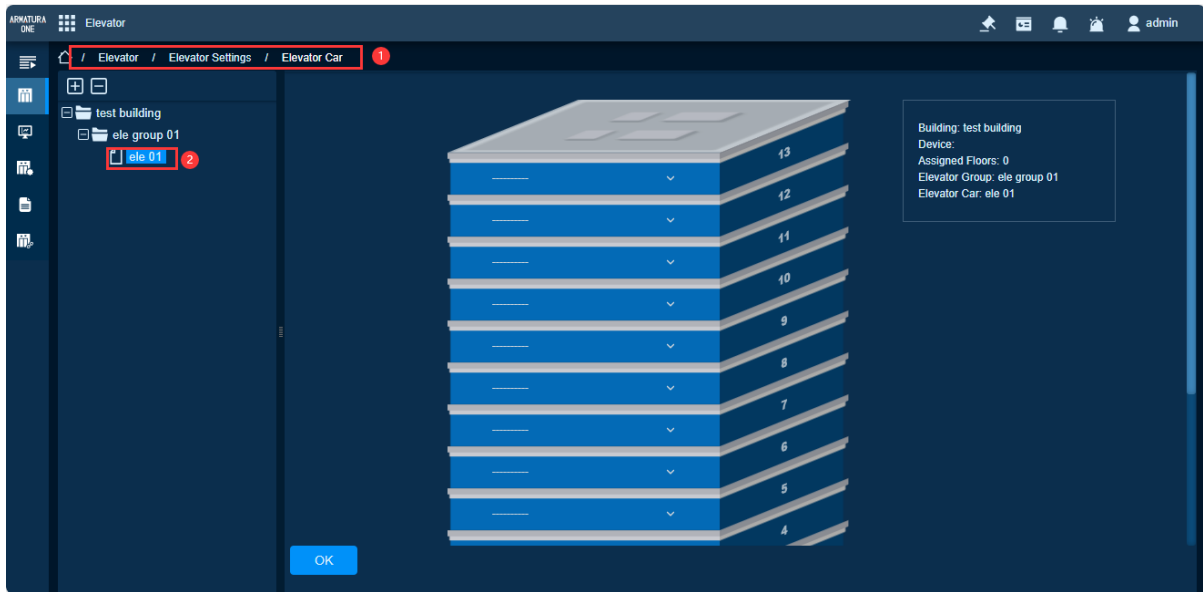 ARMATURA
ONE
Elevator
admin
/ Elevator / Elevator Settings / Elevator Car
1
test building
ele group 01
ele 01
2
13
12
11
10
9
8
7
6
5
4
Building: test building
Device:
Assigned Floors: 0
Elevator Group: ele group 01
Elevator Car: ele 01
OK